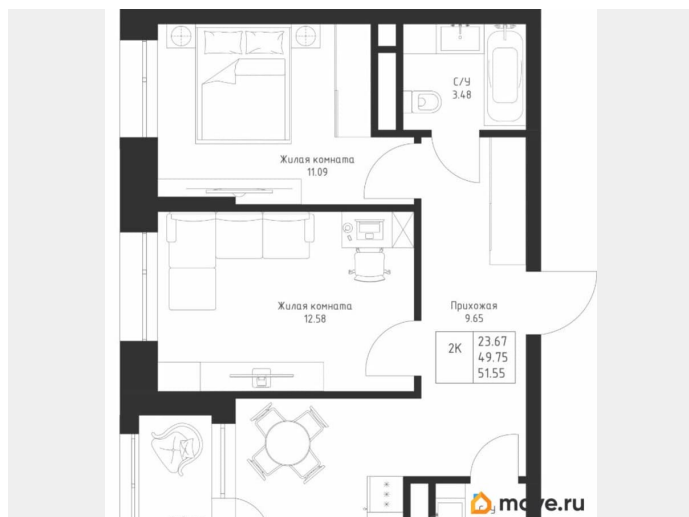 С/У
3.48
Жилая комната
11.09
Жилая комната
12.58
Прихожая
9.65
2К
23.67
49.75
51.55
С/У
move.ru